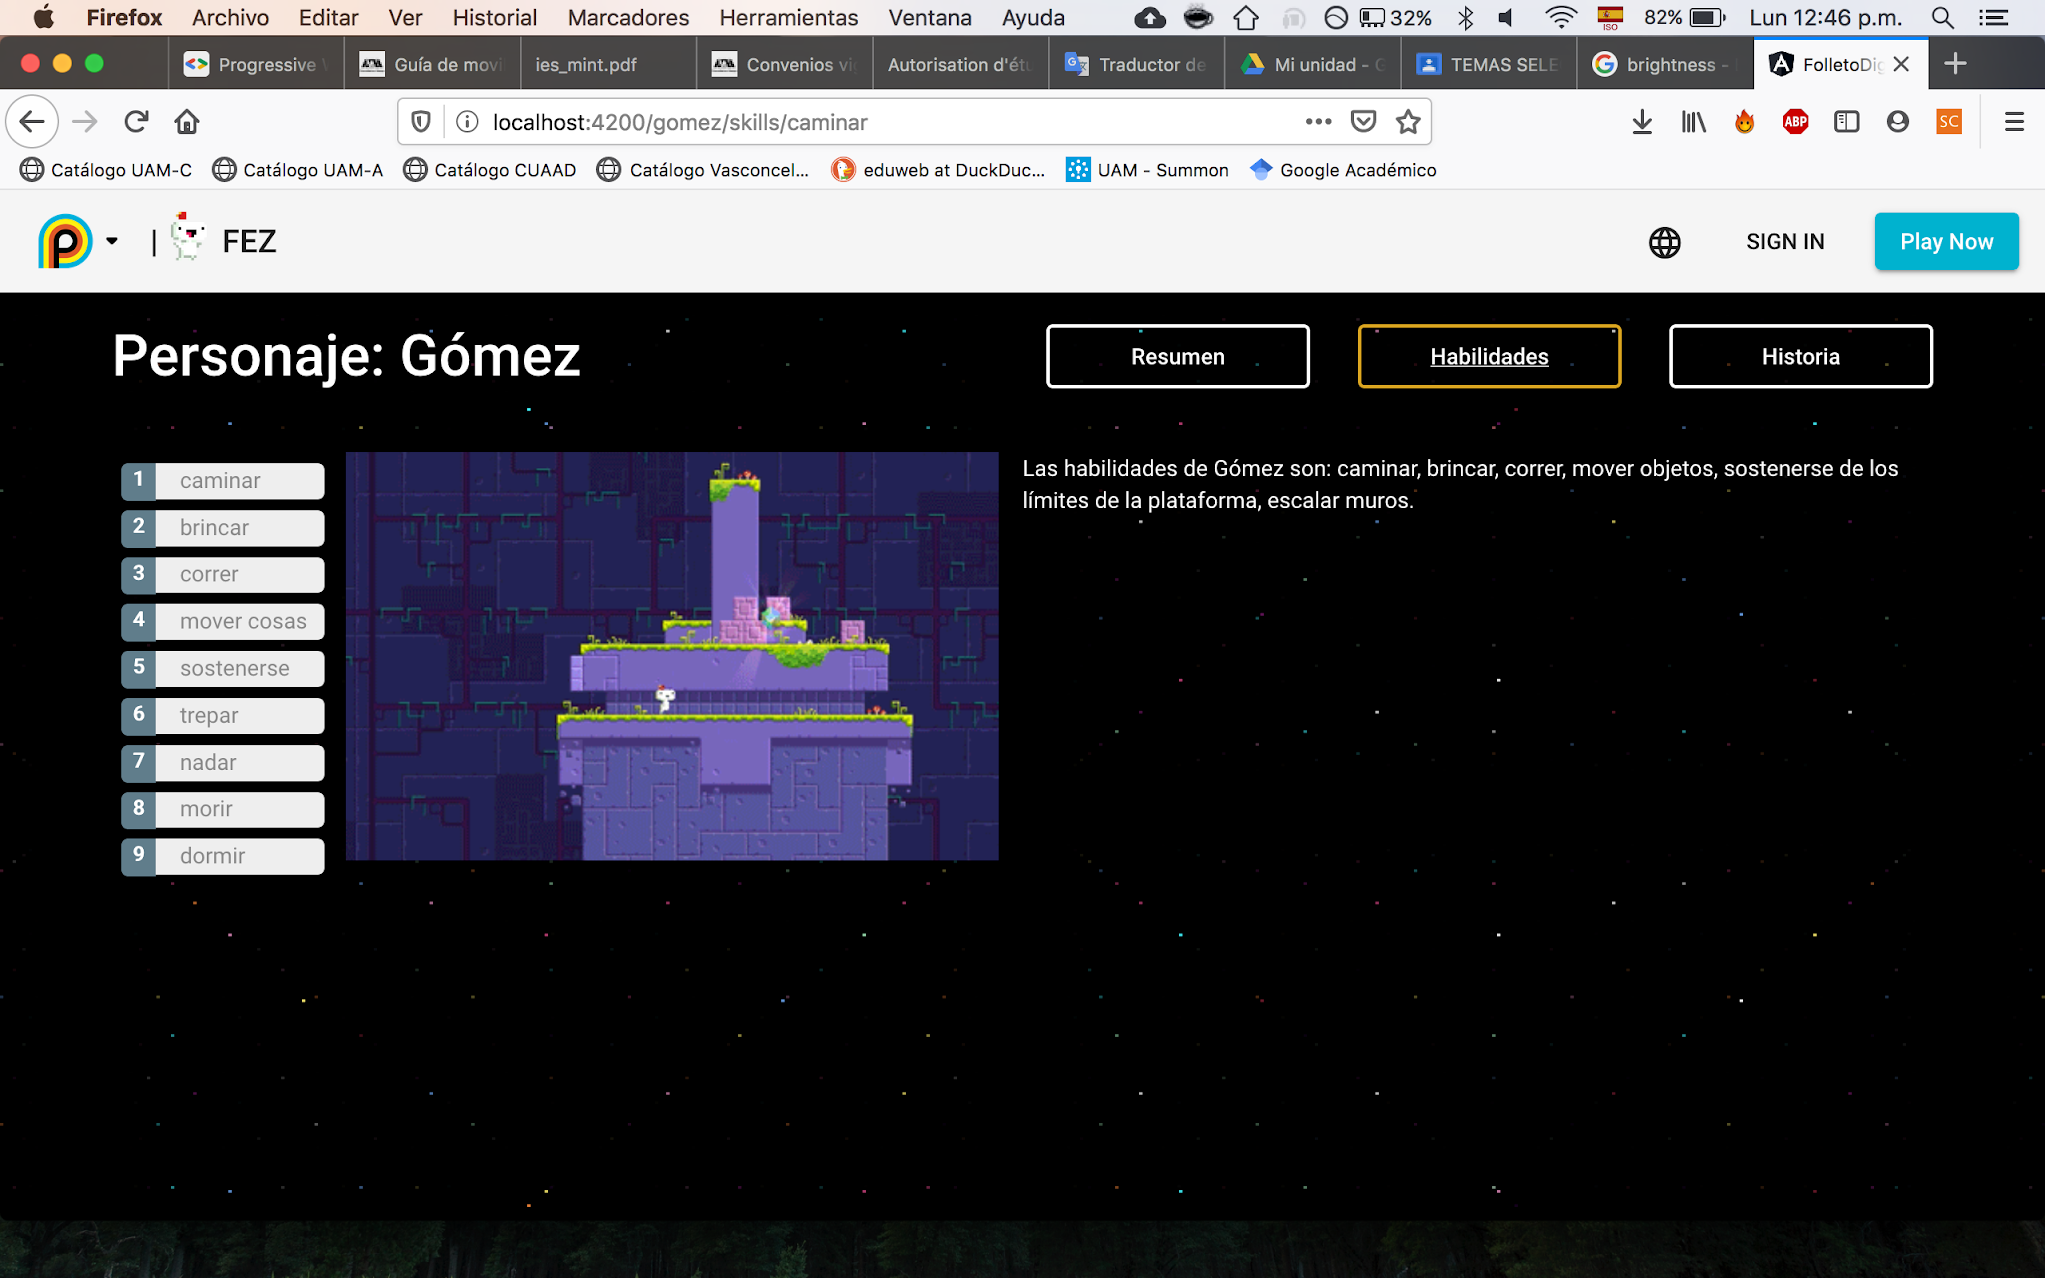 Firefox Archivo Editar Ver Historial Marcadores Herramientas Ventana Ayuda 32% ISO 82% Lun 12:46 p.m.
Progressive Guía de movi ies_mint.pdf Convenios vi Autorisation d'étu Traductor de Mi unidad - TEMAS SELE brightness - FolletoDig
localhost:4200/gomez/skills/caminar ABP SC
Catálogo UAM-C Catálogo UAM-A Catálogo CUAAD Catálogo Vasconcel... eduweb at DuckDuc... UAM - Summon Google Académico
| FEZ SIGN IN Play Now
Personaje: Gómez Resumen Habilidades Historia
1 caminar
2 brincar
3 correr
4 mover cosas
5 sostenerse
6 trepar
7 nadar
8 morir
9 dormir
Las habilidades de Gómez son: caminar, brincar, correr, mover objetos, sostenerse de los
límites de la plataforma, escalar muros.